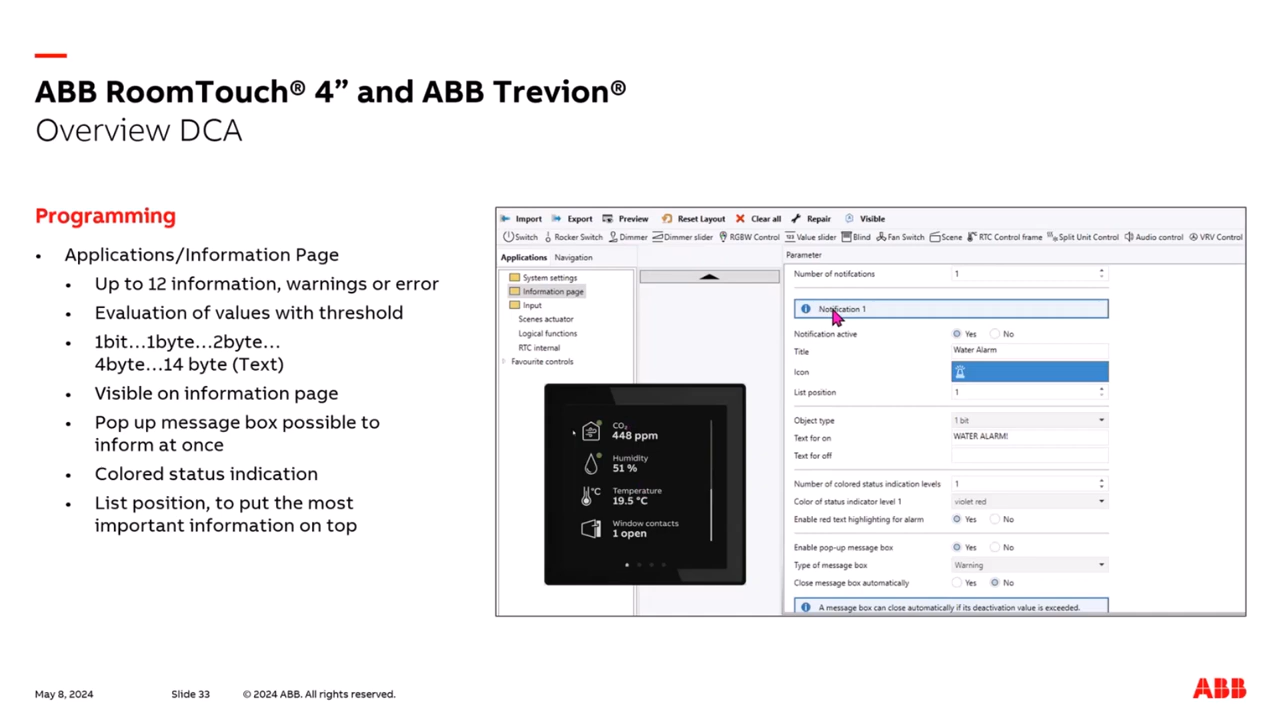 ABB RoomTouch® 4” and ABB Trevion®
Overview DCA
Programming
• Applications/Information Page
• Up to 12 information, warnings or error
• Evaluation of values with threshold
• 1bit…1byte…2byte…
4byte…14 byte (Text)
• Visible on information page
• Pop up message box possible to
inform at once
• Colored status indication
• List position, to put the most
important information on top
Import Export Preview Reset Layout Clear all Repair Visible
Switch Rocker Switch Dimmer Dimmer slider RGBW Control Value slider Blind Fan Switch Scene RTC Control frame Split Unit Control Audio control VRV Control
Applications Navigation
System settings
Information page
Input
Scenes actuator
Logical functions
RTC internal
Favourite controls
CO₂
448 ppm
Humidity
51 %
°C
Temperature
19.5 °C
Window contacts
1 open
Parameter
Number of notifcations 1
Notification 1
Notification active Yes No
Title Water Alarm
Icon
List position 1
Object type 1 bit
Text for on WATER ALARM!
Text for off
Number of colored status indication levels 1
Color of status indicator level 1 violet red
Enable red text highlighting for alarm Yes No
Enable pop-up message box Yes No
Type of message box Warning
Close message box automatically Yes No
A message box can close automatically if its deactivation value is exceeded.
May 8, 2024 Slide 33 © 2024 ABB. All rights reserved.
ABB